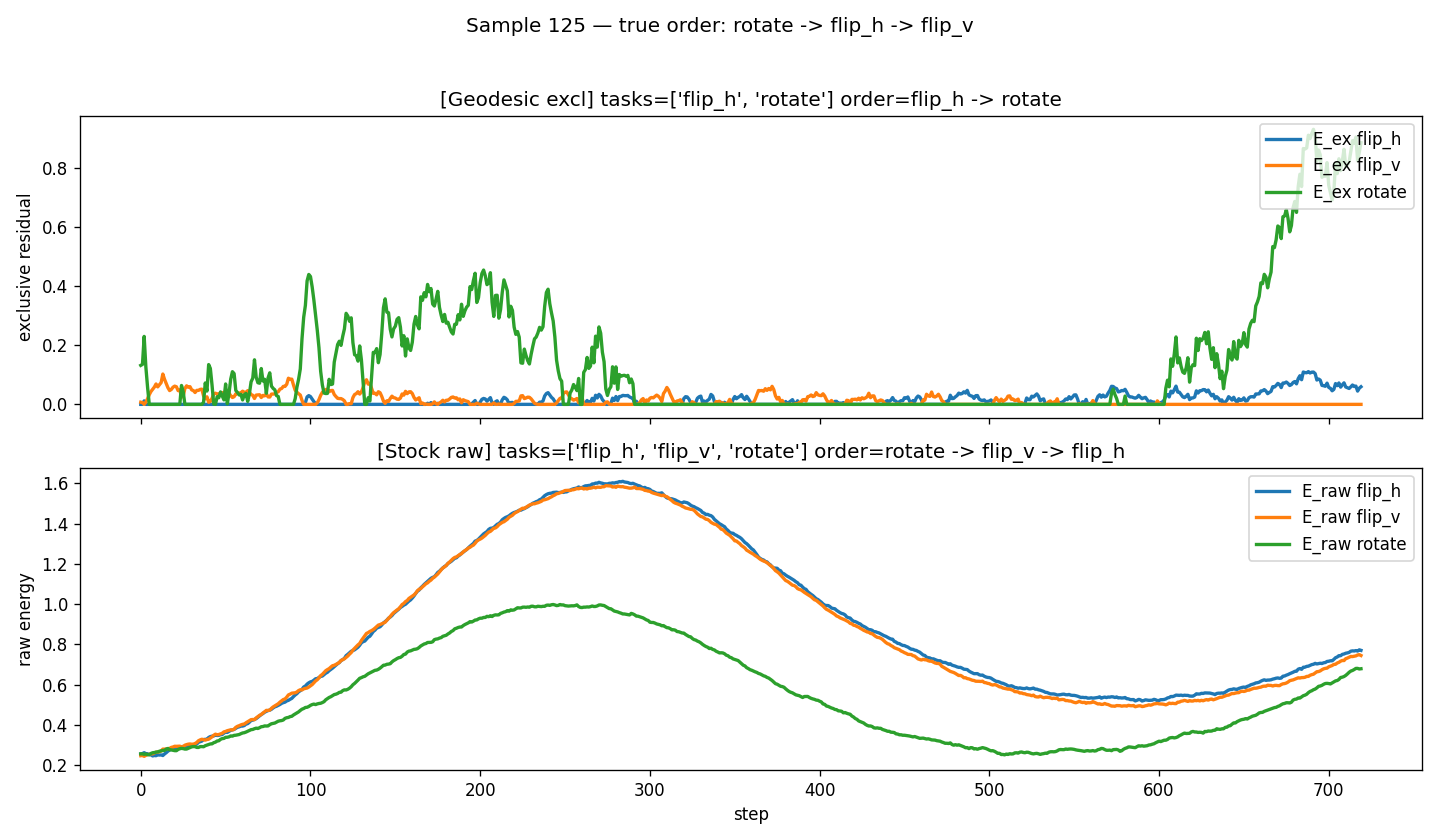 Sample 125 — true order: rotate -> flip_h -> flip_v
[Geodesic excl] tasks=['flip_h', 'rotate'] order=flip_h -> rotate
exclusive residual
0.8
0.6
0.4
0.2
0.0
E_ex flip_h
E_ex flip_v
E_ex rotate
[Stock raw] tasks=['flip_h', 'flip_v', 'rotate'] order=rotate -> flip_v -> flip_h
raw energy
1.6
1.4
1.2
1.0
0.8
0.6
0.4
0.2
E_raw flip_h
E_raw flip_v
E_raw rotate
0 100 200 300 400 500 600 700
step